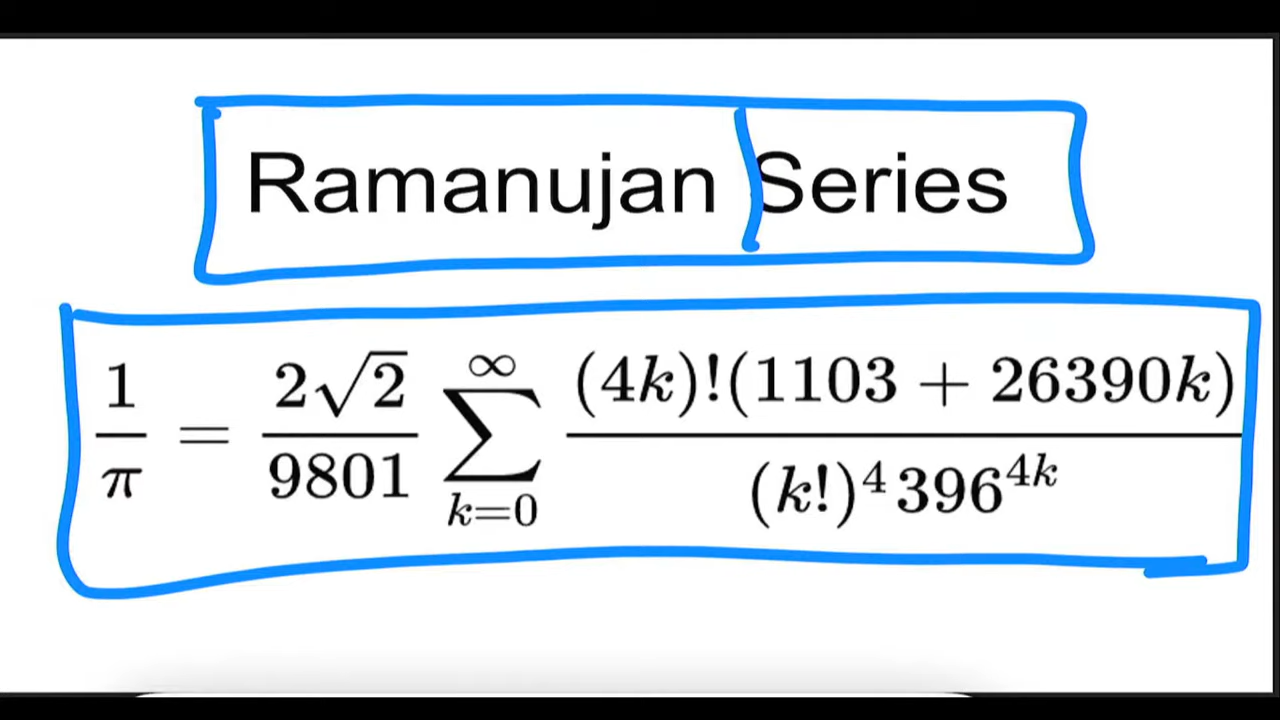 Ramanujan Series
1/π = 2√2/9801 ∑_{k=0}^{∞} (4k)!(1103 + 26390k)/(k!)^4 396^{4k}